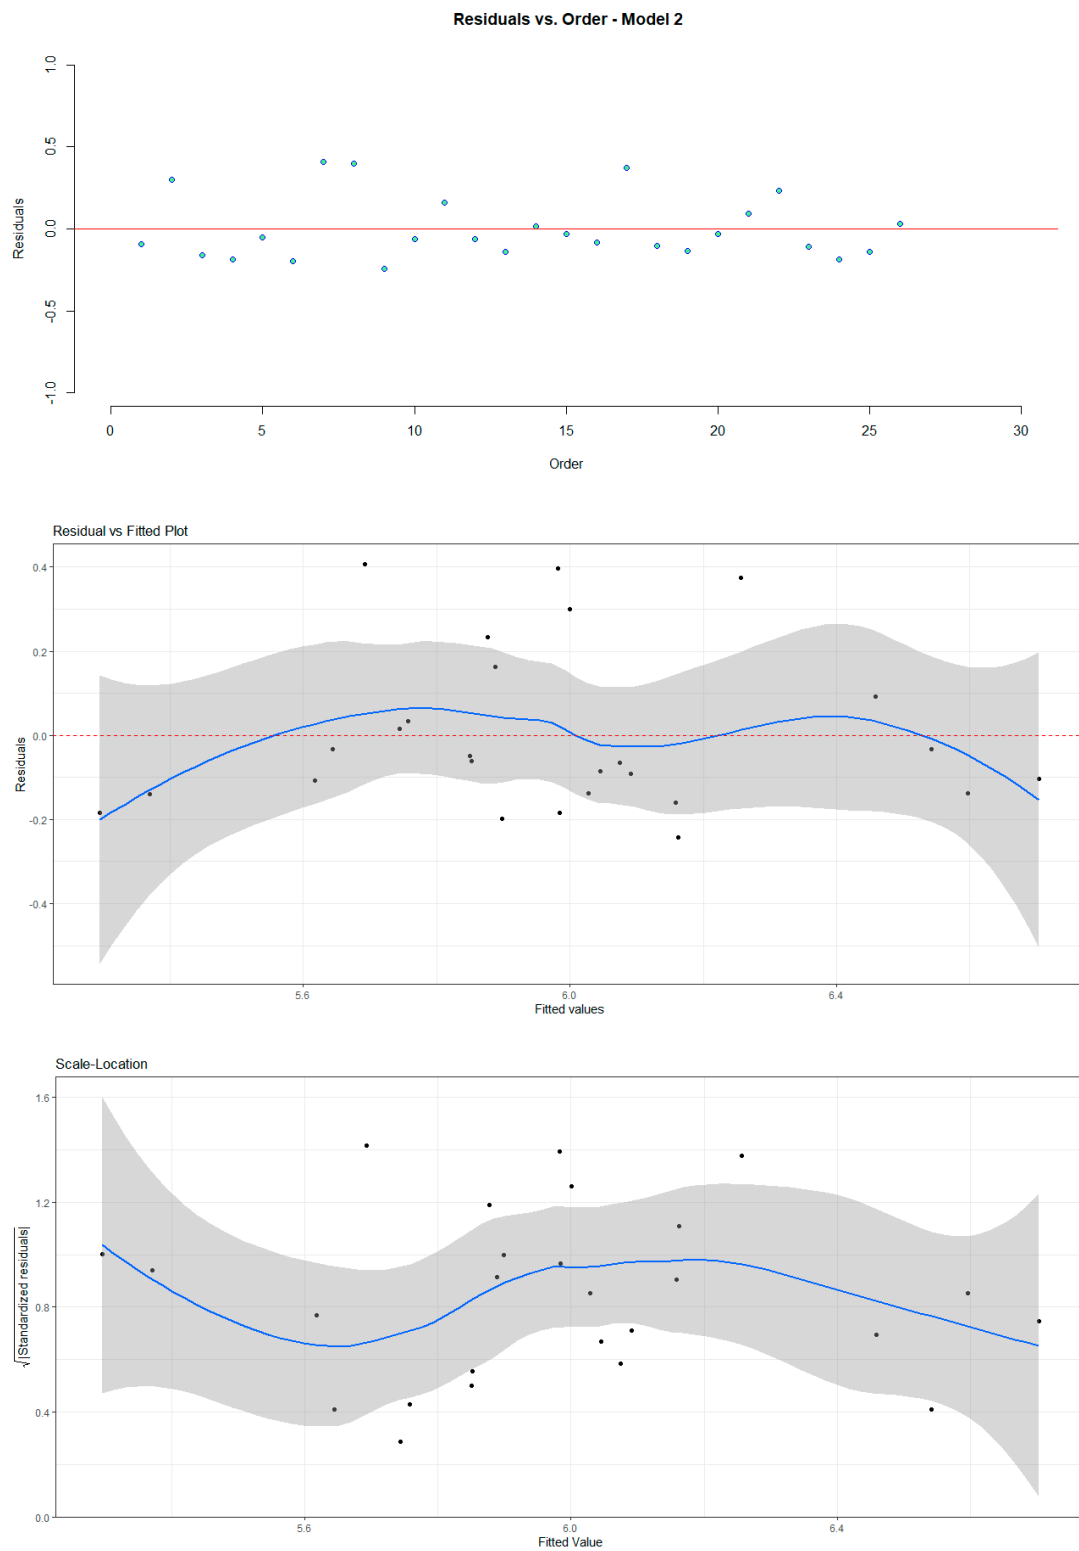 Residuals vs. Order - Model 2
1.0
0.5
0.0
-0.5
-1.0
Residuals
0 5 10 15 20 25 30
Order
Residual vs Fitted Plot
0.4
0.2
0.0
-0.2
-0.4
Residuals
5.6 6.0 6.4
Fitted values
Scale-Location
1.6
1.2
0.8
0.4
0.0
√|Standardized residuals|
5.6 6.0 6.4
Fitted Value